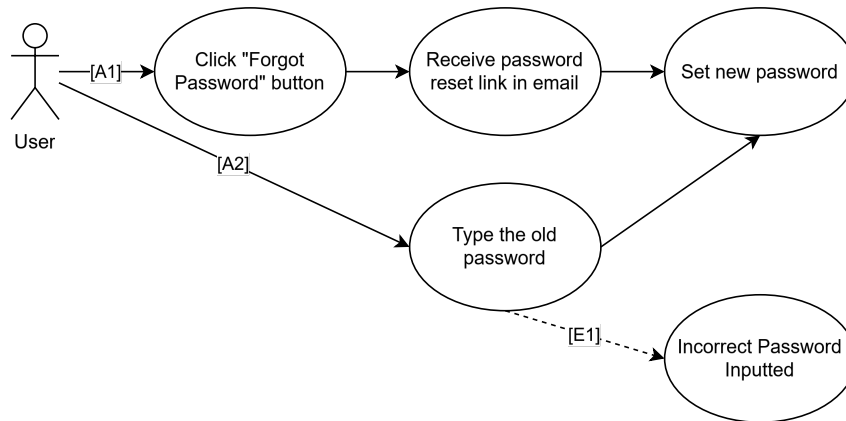 User
[A1]
Click "Forgot
Password" button
Receive password
reset link in email
Set new password
[A2]
Type the old
password
[E1]
Incorrect Password
Inputted